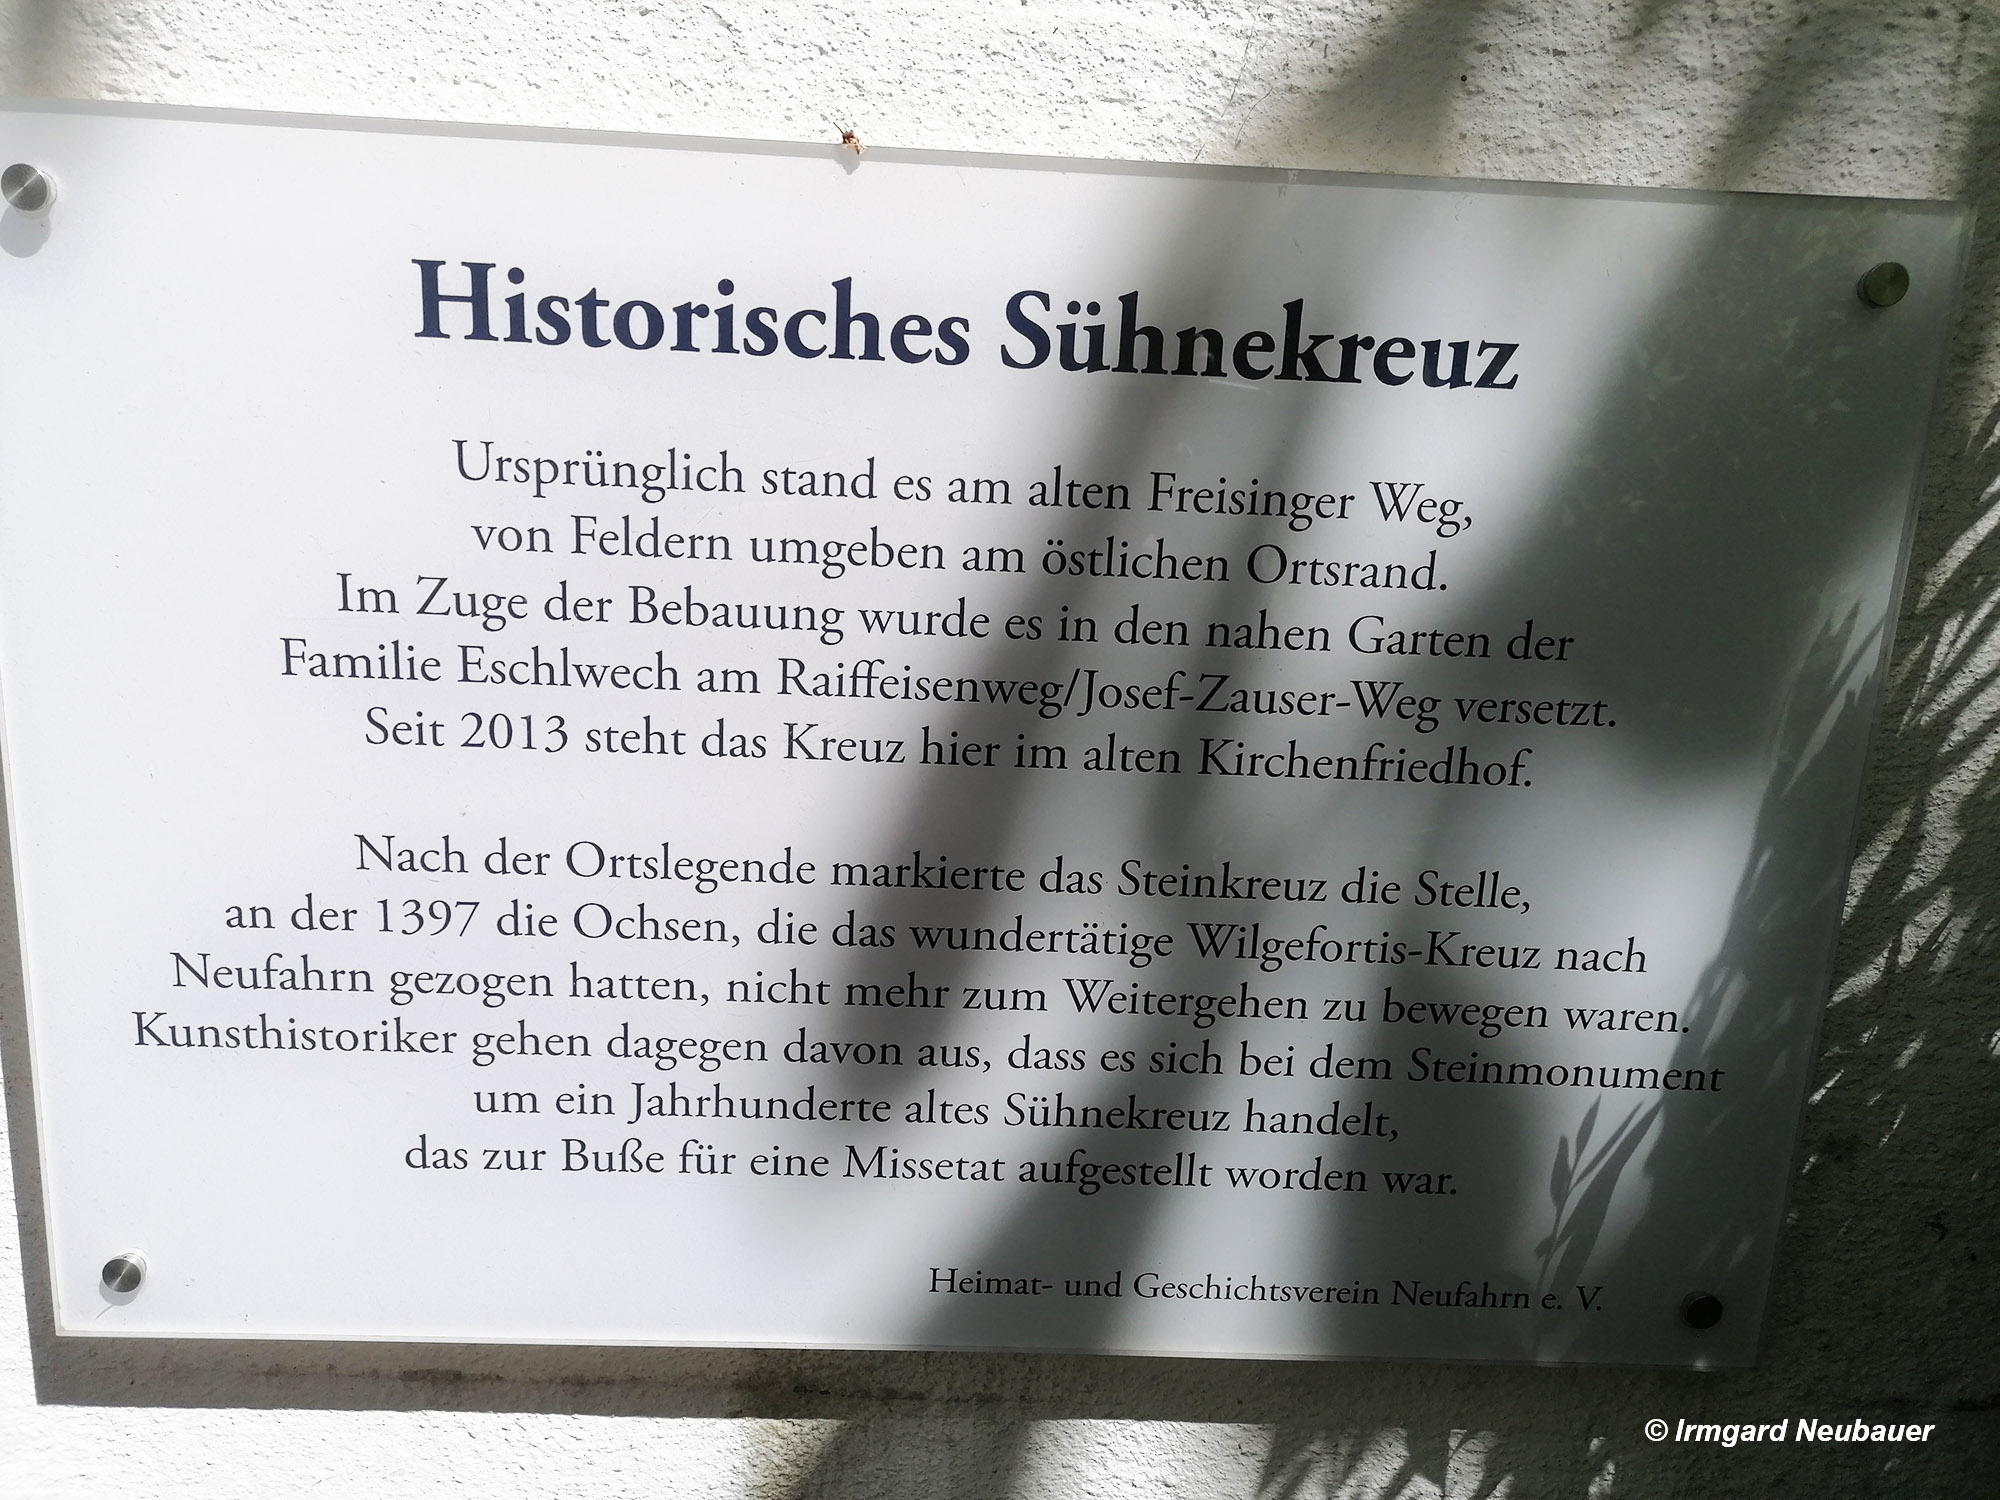 Historisches Sühnekreuz
Ursprünglich stand es am alten Freisinger Weg,
von Feldern umgeben am östlichen Ortsrand.
Im Zuge der Bebauung wurde es in den nahen Garten der
Familie Eschlwech am Raiffeisenweg/Josef-Zauser-Weg versetzt.
Seit 2013 steht das Kreuz hier im alten Kirchenfriedhof.
Nach der Ortslegende markierte das Steinkreuz die Stelle,
an der 1397 die Ochsen, die das wundertätige Wilgefortis-Kreuz nach
Neufahrn gezogen hatten, nicht mehr zum Weitergehen zu bewegen waren.
Kunsthistoriker gehen dagegen davon aus, dass es sich bei dem Steinmonument
um ein Jahrhunderte altes Sühnekreuz handelt,
das zur Buße für eine Missetat aufgestellt worden war.
Heimat- und Geschichtsverein Neufahrn e. V.
© Irmgard Neubauer